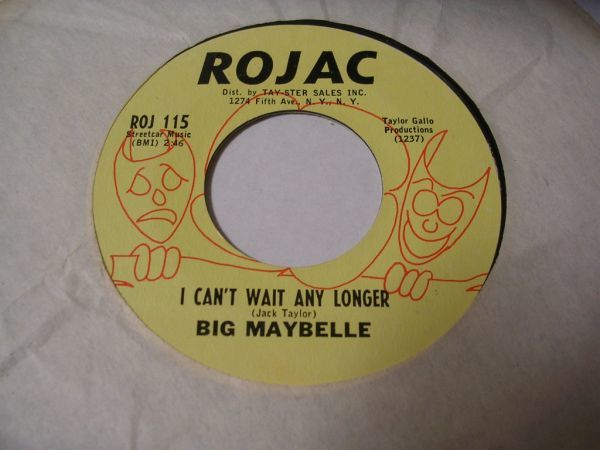 ROJAC
Dist. by TAY-STER SALES INC.
1274 Fifth Ave., N. Y., N. Y.
ROJ 115
Streetcar Music
(BMI) 2:46
Taylor Gallo
Productions
(1237)
I CAN'T WAIT ANY LONGER
(Jack Taylor)
BIG MAYBELLE